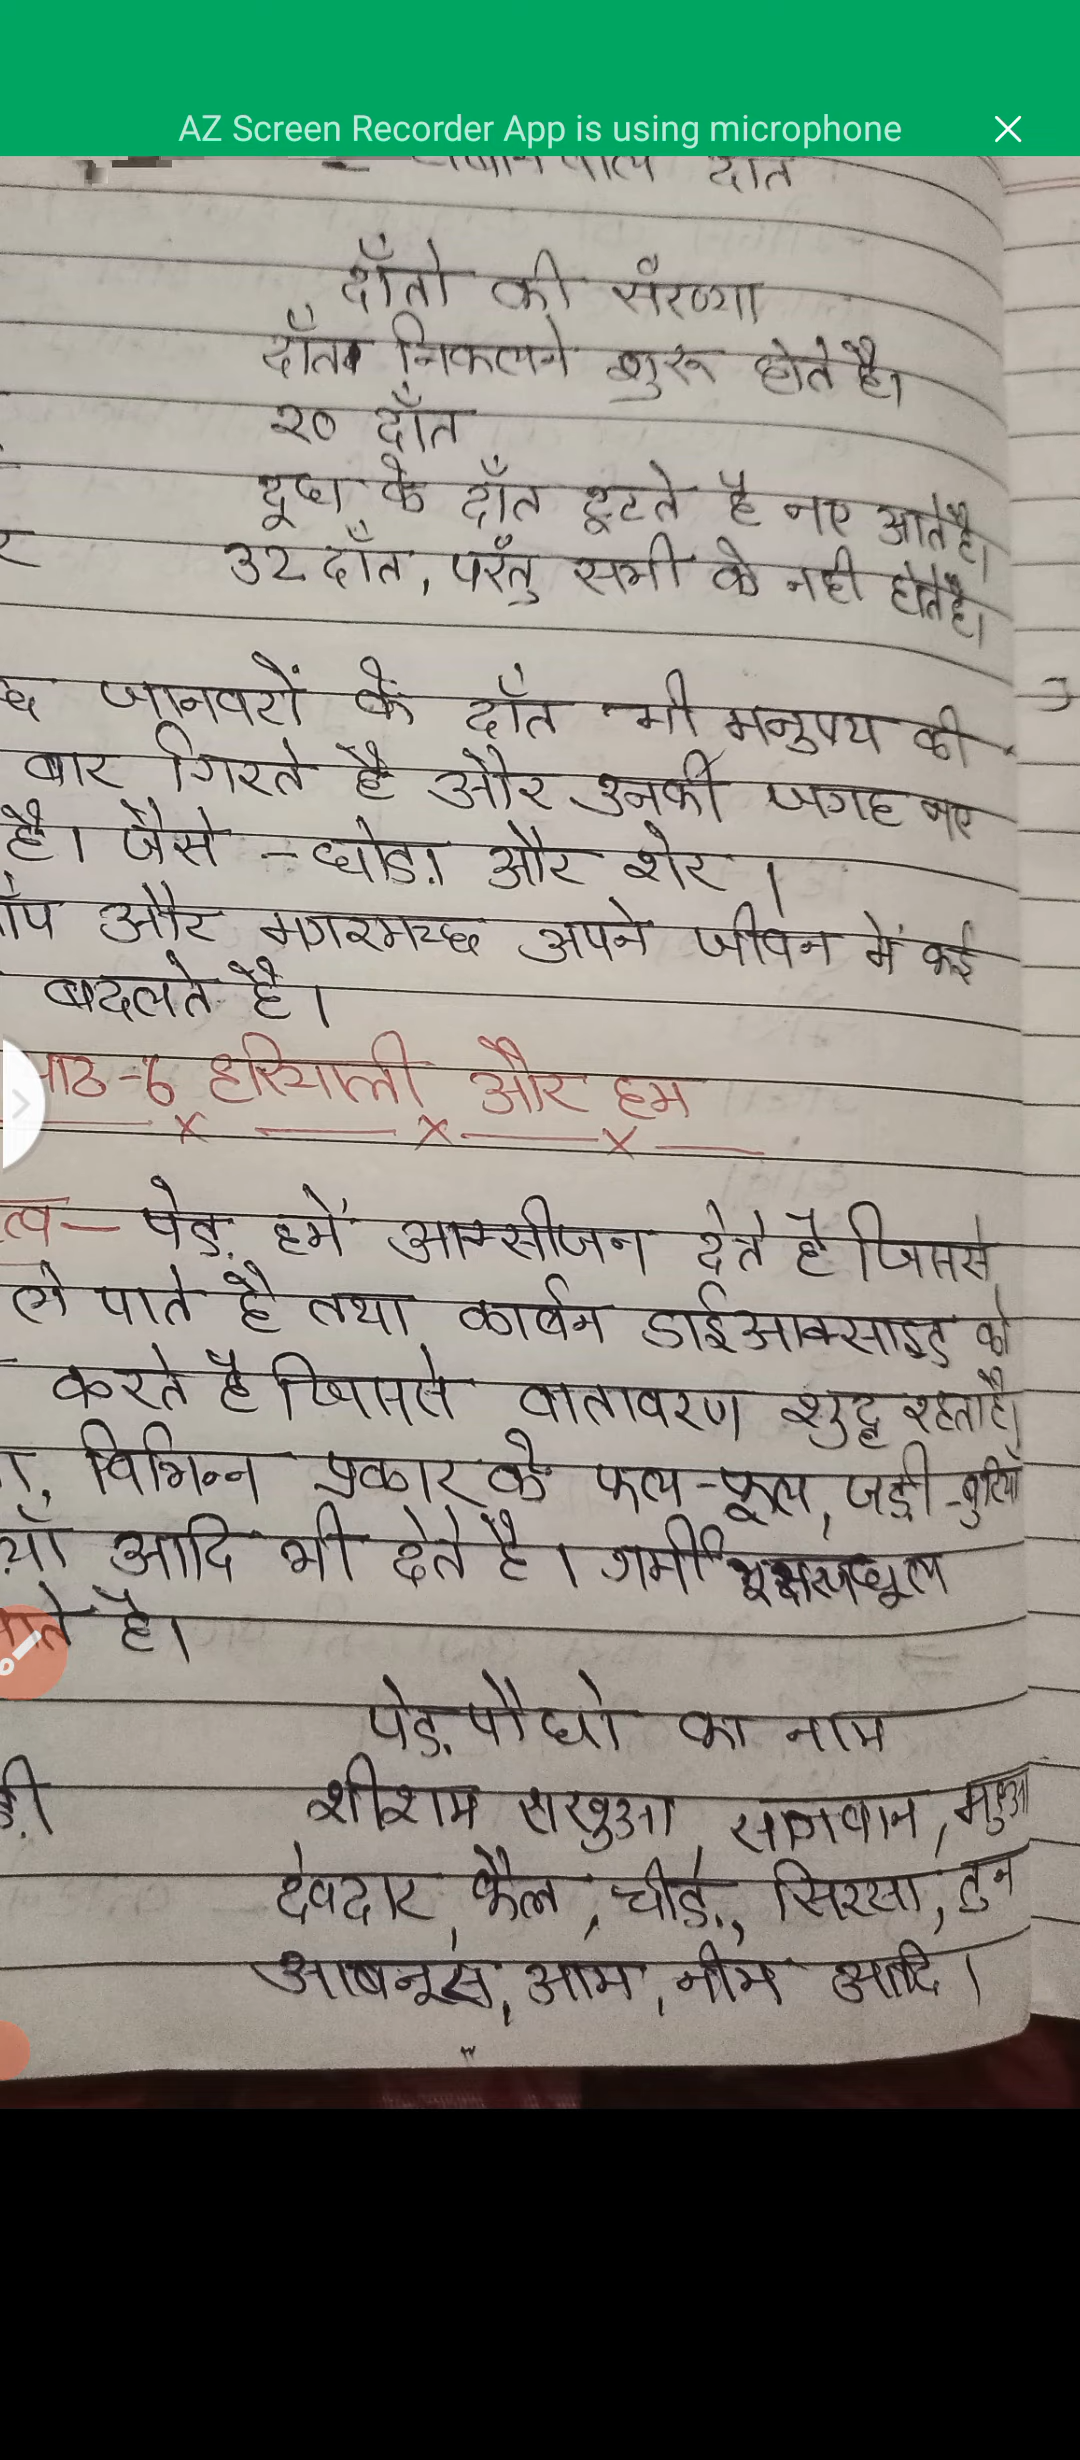 AZ Screen Recorder App is using microphone
दाँत
दाँतो की सँख्या
दाँत निकलने शुरू होते है।
२० दाँत
दूध के दाँत टूटते है नए आते है।
32 दाँत, परँतु सभी के नही होते है।
जानवरों के दाँत भी मनुष्य की
बार गिरते है और उनकी जगह नए
है। जैसे - घोड़ा और शेर।
और मगरमच्छ अपने जीवन में कई
बदलते है।
पाठ-6 हरियाली और हम
पेड़ हमें आक्सीजन देते है जिससे
ले पाते है तथा कार्बन डाईआक्साइड को
करते है जिससे वातावरण शुद्ध रहता है।
विभिन्न प्रकार के फल-फूल, जड़ी-बुटियाँ
आदि भी देते है। गर्मी
है।
पेड़ पौधो का नाम
शीशम सखुआ, सागवान, महुआ
देवदार, कैल, चीड़, सिरसा, तुन
आबनूस, आम, नीम आदि।